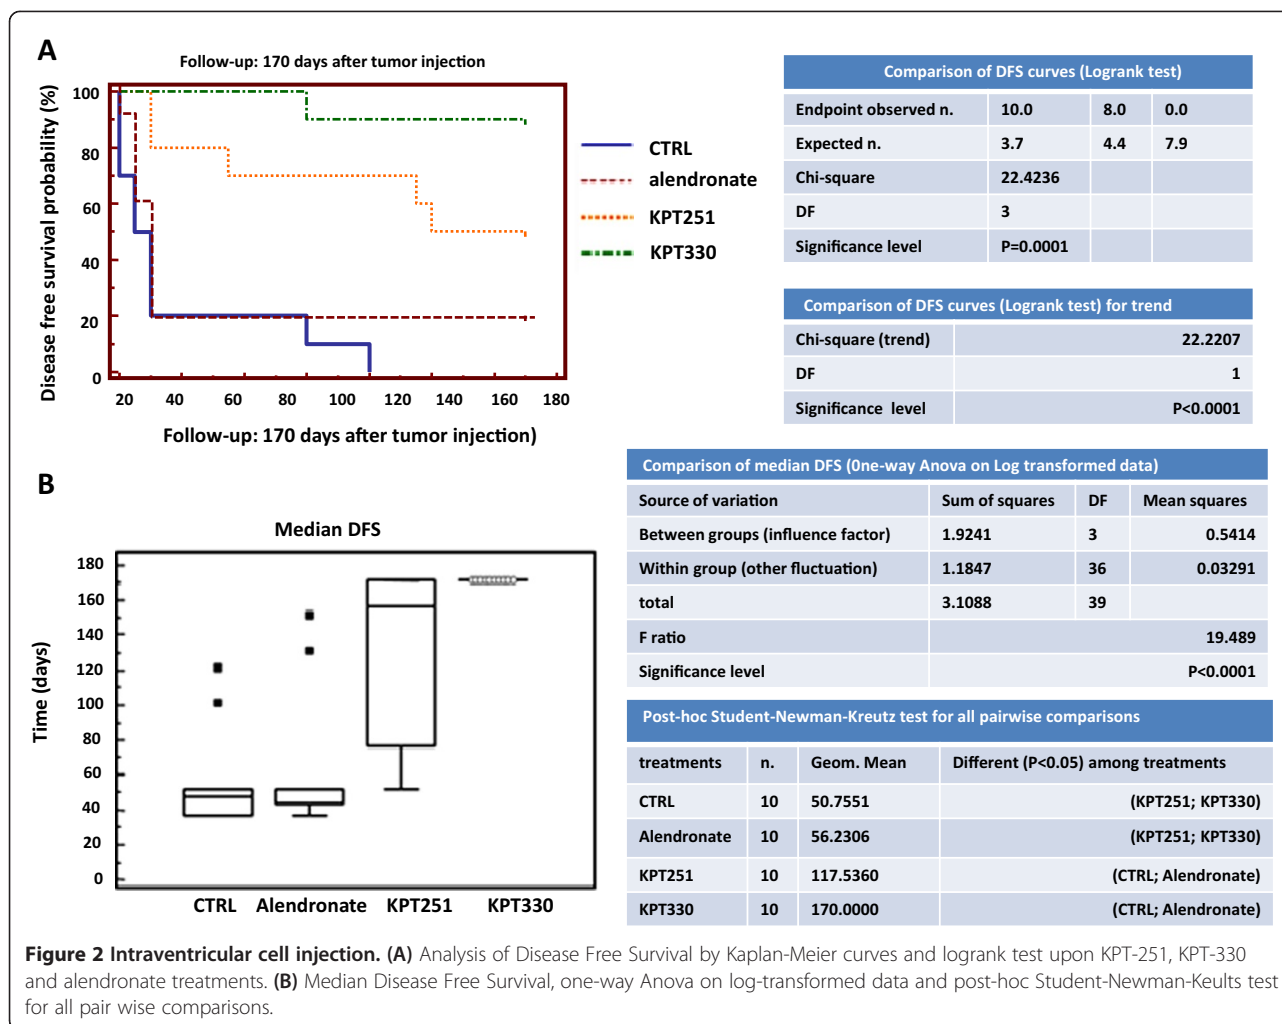 A
Follow-up: 170 days after tumor injection
Disease free survival probability (%)
100
80
60
40
20
0
20 40 60 80 100 120 140 160 180
Follow-up: 170 days after tumor injection)
CTRL
alendronate
KPT251
KPT330
Comparison of DFS curves (Logrank test)
Endpoint observed n. 10.0 8.0 0.0
Expected n. 3.7 4.4 7.9
Chi-square 22.4236
DF 3
Significance level P=0.0001
Comparison of DFS curves (Logrank test) for trend
Chi-square (trend) 22.2207
DF 1
Significance level P<0.0001
B
Median DFS
Time (days)
180
160
140
120
100
80
60
40
20
0
CTRL Alendronate KPT251 KPT330
Comparison of median DFS (0ne-way Anova on Log transformed data)
Source of variation Sum of squares DF Mean squares
Between groups (influence factor) 1.9241 3 0.5414
Within group (other fluctuation) 1.1847 36 0.03291
total 3.1088 39
F ratio 19.489
Significance level P<0.0001
Post-hoc Student-Newman-Kreutz test for all pairwise comparisons
treatments n. Geom. Mean Different (P<0.05) among treatments
CTRL 10 50.7551 (KPT251; KPT330)
Alendronate 10 56.2306 (KPT251; KPT330)
KPT251 10 117.5360 (CTRL; Alendronate)
KPT330 10 170.0000 (CTRL; Alendronate)
Figure 2 Intraventricular cell injection. (A) Analysis of Disease Free Survival by Kaplan-Meier curves and logrank test upon KPT-251, KPT-330
and alendronate treatments. (B) Median Disease Free Survival, one-way Anova on log-transformed data and post-hoc Student-Newman-Keults test
for all pair wise comparisons.